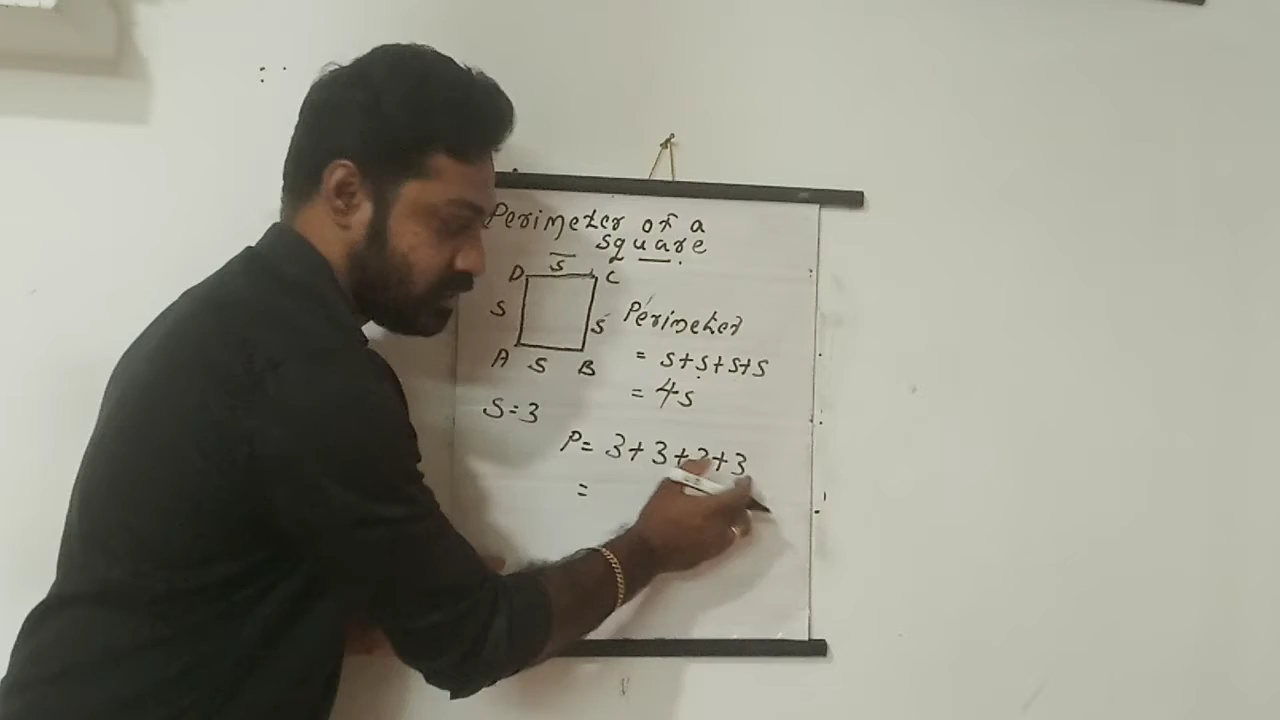 Perimeter of a
square
S
D C
S S
Perimeter
A S B
= S+S+S+S
= 4S
S=3
P= 3+3+3+3
=